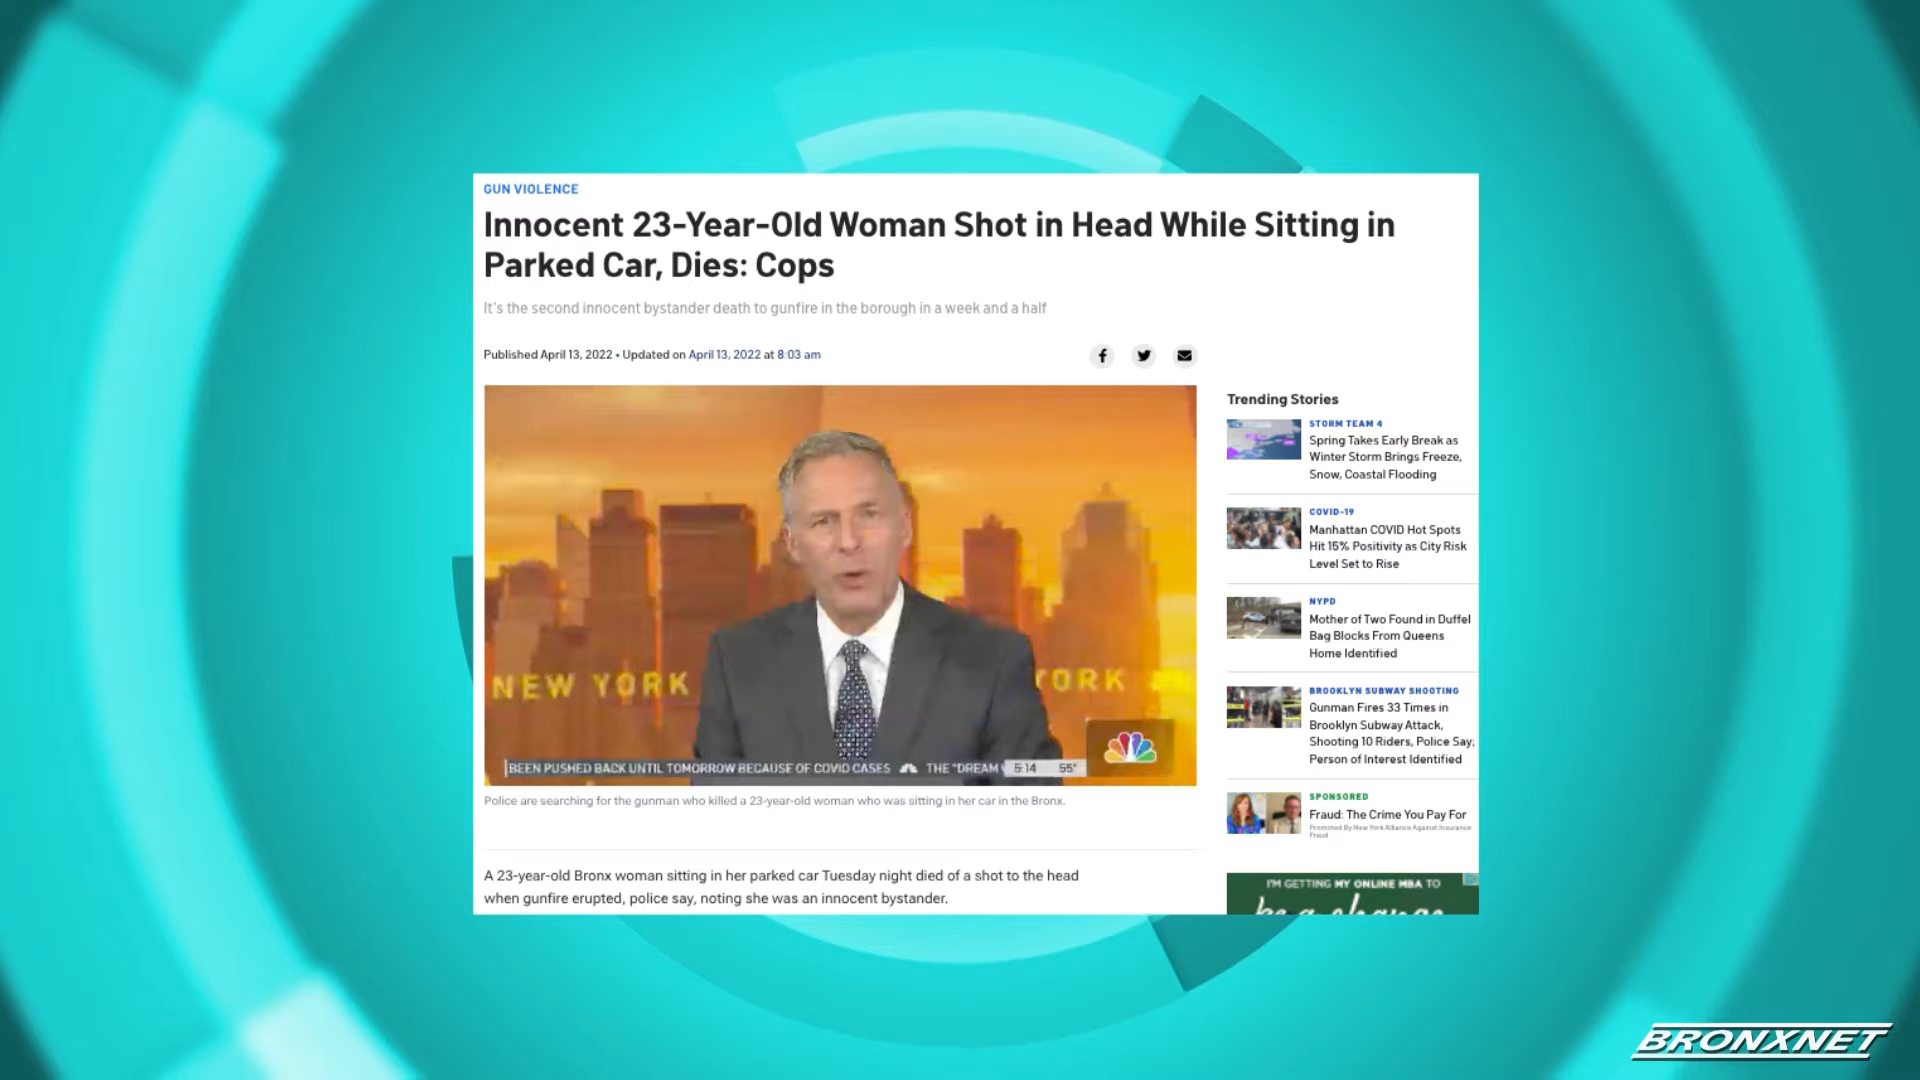 GUN VIOLENCE
Innocent 23-Year-Old Woman Shot in Head While Sitting in
Parked Car, Dies: Cops
It's the second innocent bystander death to gunfire in the borough in a week and a half
Published April 13, 2022 • Updated on April 13, 2022 at 8:03 am
NEW YORK
YORK
BEEN PUSHED BACK UNTIL TOMORROW BECAUSE OF COVID CASES THE "DREAM 5:14 55°
Police are searching for the gunman who killed a 23-year-old woman who was sitting in her car in the Bronx.
A 23-year-old Bronx woman sitting in her parked car Tuesday night died of a shot to the head
when gunfire erupted, police say, noting she was an innocent bystander.
Trending Stories
STORM TEAM 4
Spring Takes Early Break as
Winter Storm Brings Freeze,
Snow, Coastal Flooding
COVID-19
Manhattan COVID Hot Spots
Hit 15% Positivity as City Risk
Level Set to Rise
NYPD
Mother of Two Found in Duffel
Bag Blocks From Queens
Home Identified
BROOKLYN SUBWAY SHOOTING
Gunman Fires 33 Times in
Brooklyn Subway Attack,
Shooting 10 Riders, Police Say;
Person of Interest Identified
SPONSORED
Fraud: The Crime You Pay For
Promoted By New York Alliance Against Insurance
Fraud
I'M GETTING MY ONLINE MBA TO
be a change
BRONXNET